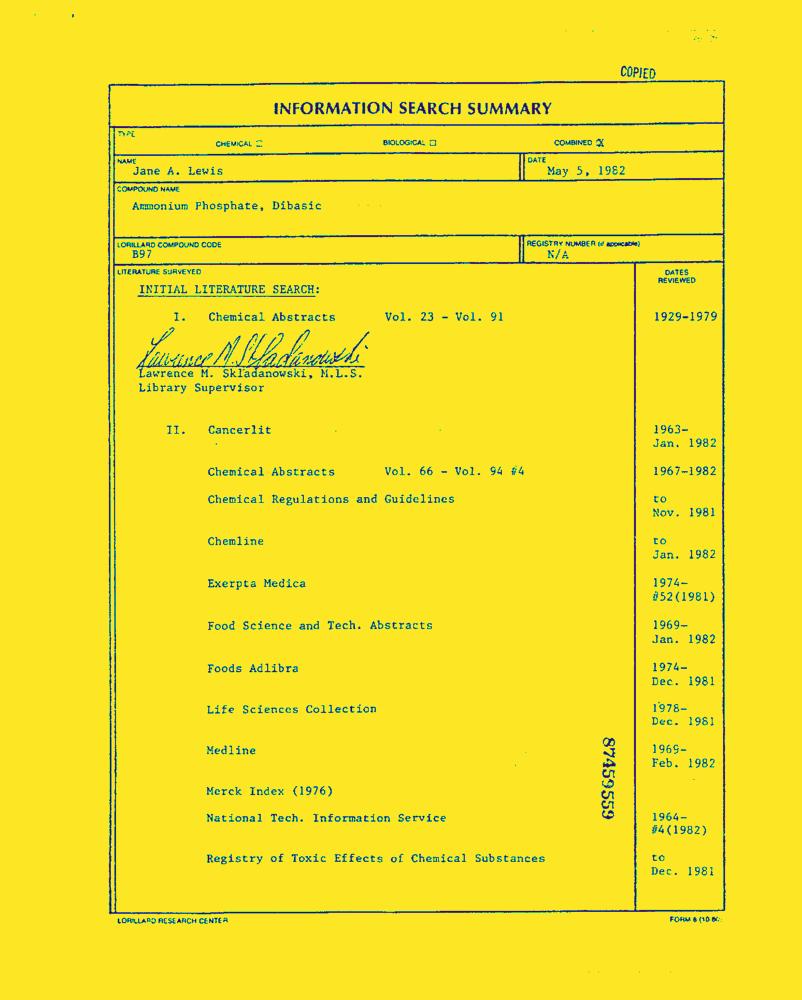 COPIED
INFORMATION SEARCH SUMMARY
TYPE
CHEMICAL ☐ BIOLOGICAL ☐ COMBINED ☒
NAME DATE
Jane A. Lewis May 5, 1982
COMPOUND NAME
Ammonium Phosphate, Dibasic
LORILLARD COMPOUND CODE REGISTRY NUMBER (if applicable)
B97 N/A
LITERATURE SURVEYED DATES
REVIEWED
INITIAL LITERATURE SEARCH:
I. Chemical Abstracts Vol. 23 - Vol. 91 1929-1979
Lawrence M. Skladanowski
Lawrence M. Skladanowski, M.L.S.
Library Supervisor
II. Cancerlit 1963-
Jan. 1982
Chemical Abstracts Vol. 66 - Vol. 94 #4 1967-1982
Chemical Regulations and Guidelines to
Nov. 1981
Chemline to
Jan. 1982
Exerpta Medica 1974-
#52(1981)
Food Science and Tech. Abstracts 1969-
Jan. 1982
Foods Adlibra 1974-
Dec. 1981
Life Sciences Collection 1978-
Dec. 1981
Medline 1969-
Feb. 1982
Merck Index (1976)
National Tech. Information Service 1964-
#4(1982)
Registry of Toxic Effects of Chemical Substances to
Dec. 1981
87459559
LORILLARD RESEARCH CENTER FORM 8